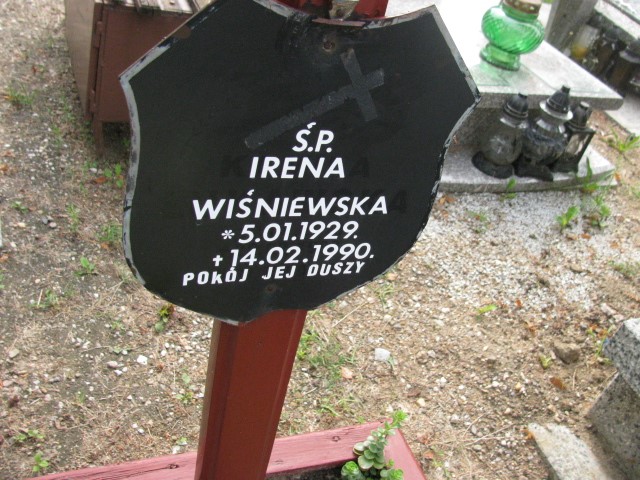 Ś.P.
IRENA
WIŚNIEWSKA
*5.01.1929.
✝14.02.1990.
POKÓJ JEJ DUSZY